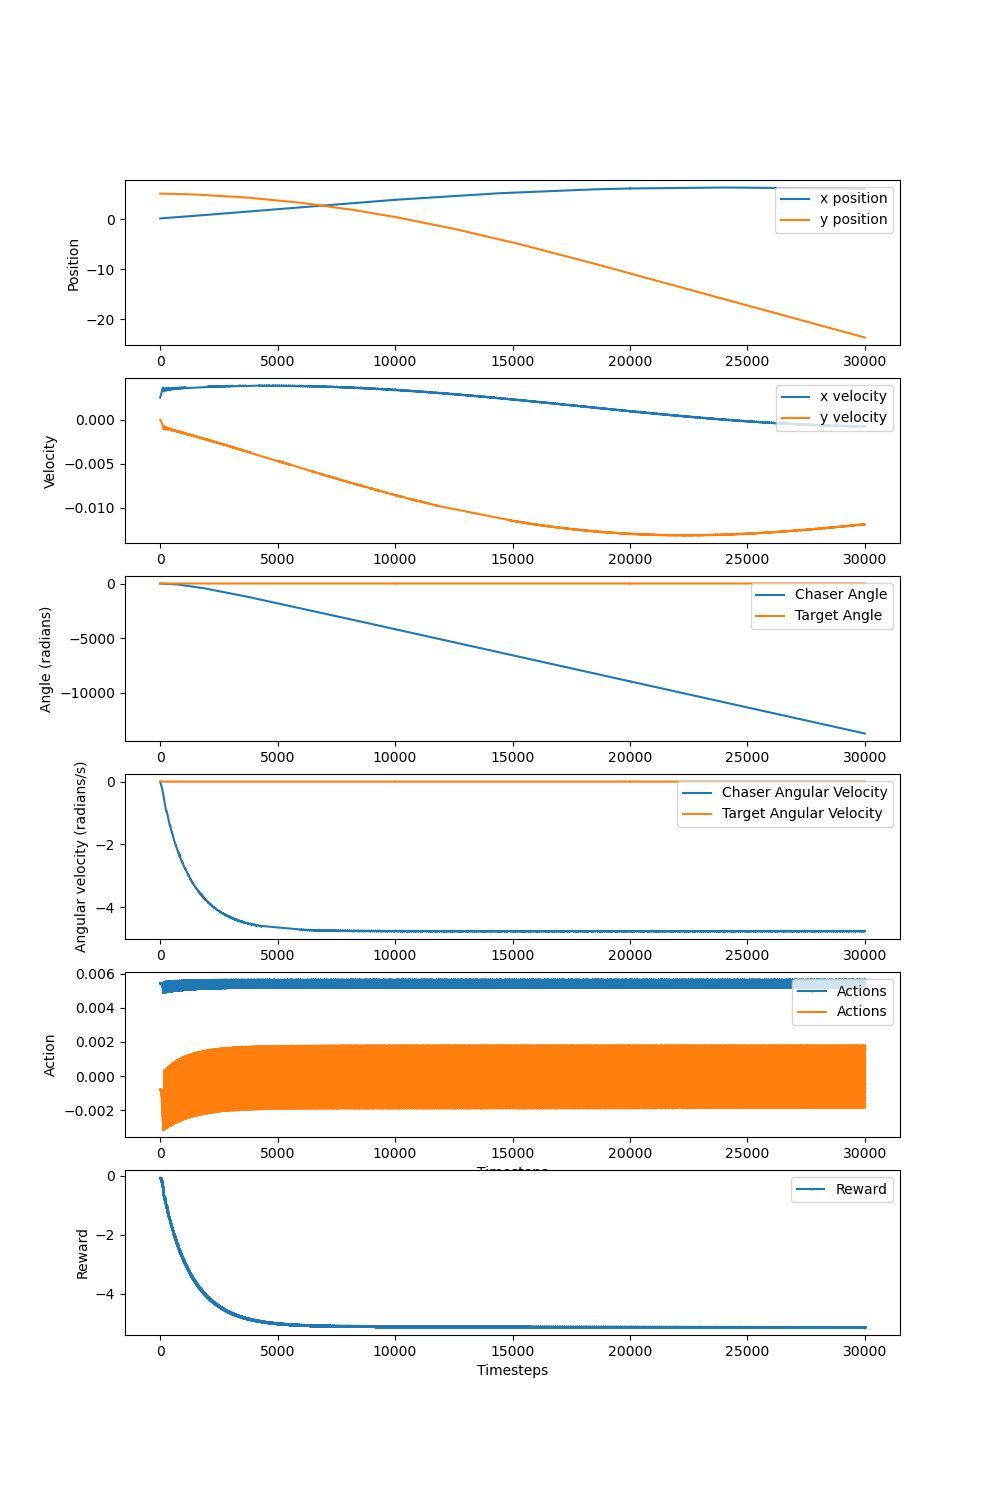 0
−10
−20
Position
x position
y position
0 5000 10000 15000 20000 25000 30000
0.000
−0.005
−0.010
Velocity
x velocity
y velocity
0 5000 10000 15000 20000 25000 30000
0
−5000
−10000
Angle (radians)
Chaser Angle
Target Angle
0 5000 10000 15000 20000 25000 30000
0
−2
−4
Angular velocity (radians/s)
Chaser Angular Velocity
Target Angular Velocity
0 5000 10000 15000 20000 25000 30000
0.006
0.004
0.002
0.000
−0.002
Action
Actions
Actions
0 5000 10000 15000 20000 25000 30000
Timesteps
0
−2
−4
Reward
Reward
0 5000 10000 15000 20000 25000 30000
Timesteps